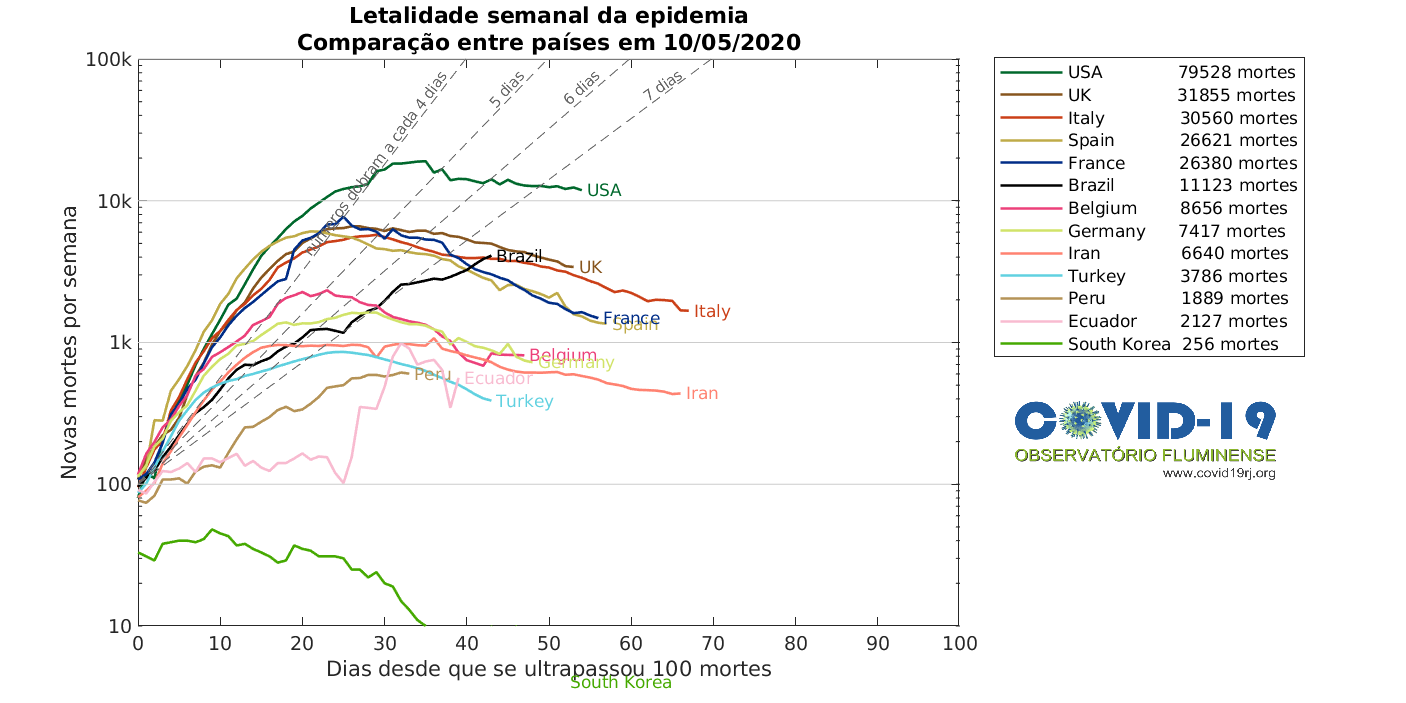 Letalidade semanal da epidemia
Comparação entre países em 10/05/2020
Novas mortes por semana
100k
10k
1k
100
10
números dobram a cada 4 dias
5 dias
6 dias
7 dias
USA
UK
Brazil
Italy
France
Spain
Belgium
Germany
Peru
Ecuador
Iran
Turkey
0 10 20 30 40 50 60 70 80 90 100
Dias desde que se ultrapassou 100 mortes
South Korea
USA 79528 mortes
UK 31855 mortes
Italy 30560 mortes
Spain 26621 mortes
France 26380 mortes
Brazil 11123 mortes
Belgium 8656 mortes
Germany 7417 mortes
Iran 6640 mortes
Turkey 3786 mortes
Peru 1889 mortes
Ecuador 2127 mortes
South Korea 256 mortes
COVID-19
OBSERVATÓRIO FLUMINENSE
www.covid19rj.org